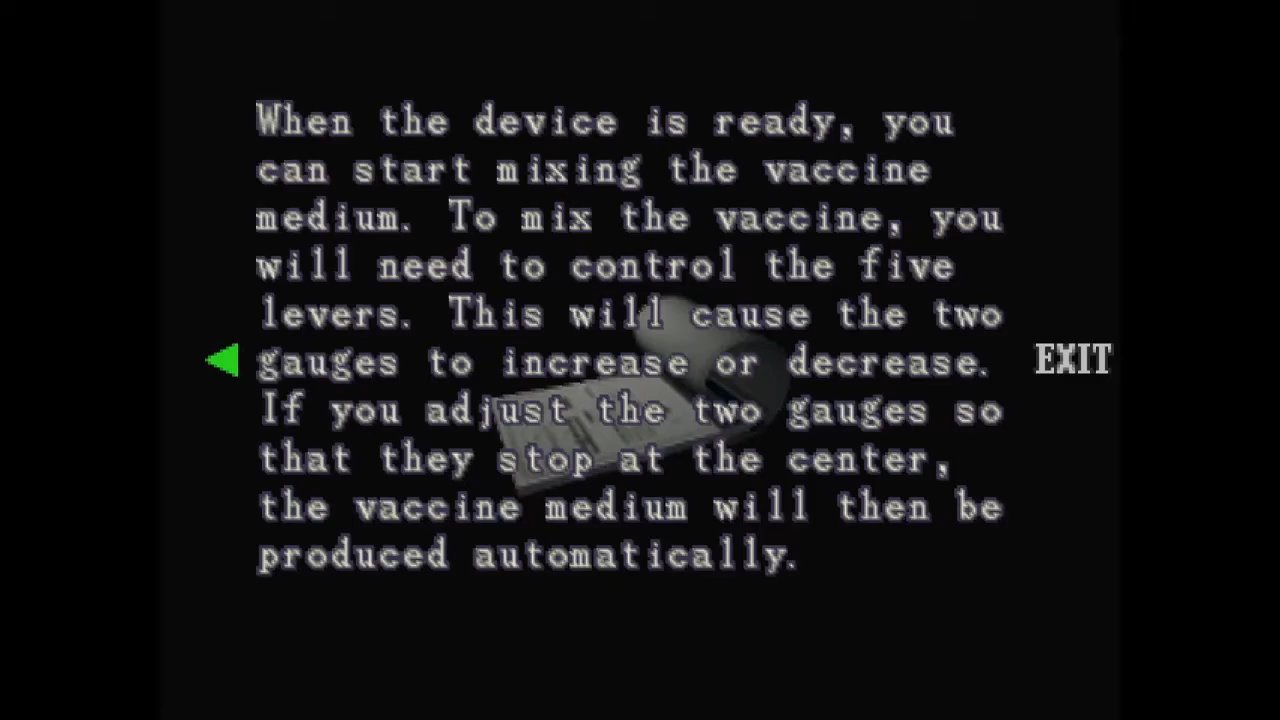 When the device is ready, you
can start mixing the vaccine
medium. To mix the vaccine, you
will need to control the five
levers. This will cause the two
gauges to increase or decrease.
EXIT
If you adjust the two gauges so
that they stop at the center,
the vaccine medium will then be
produced automatically.